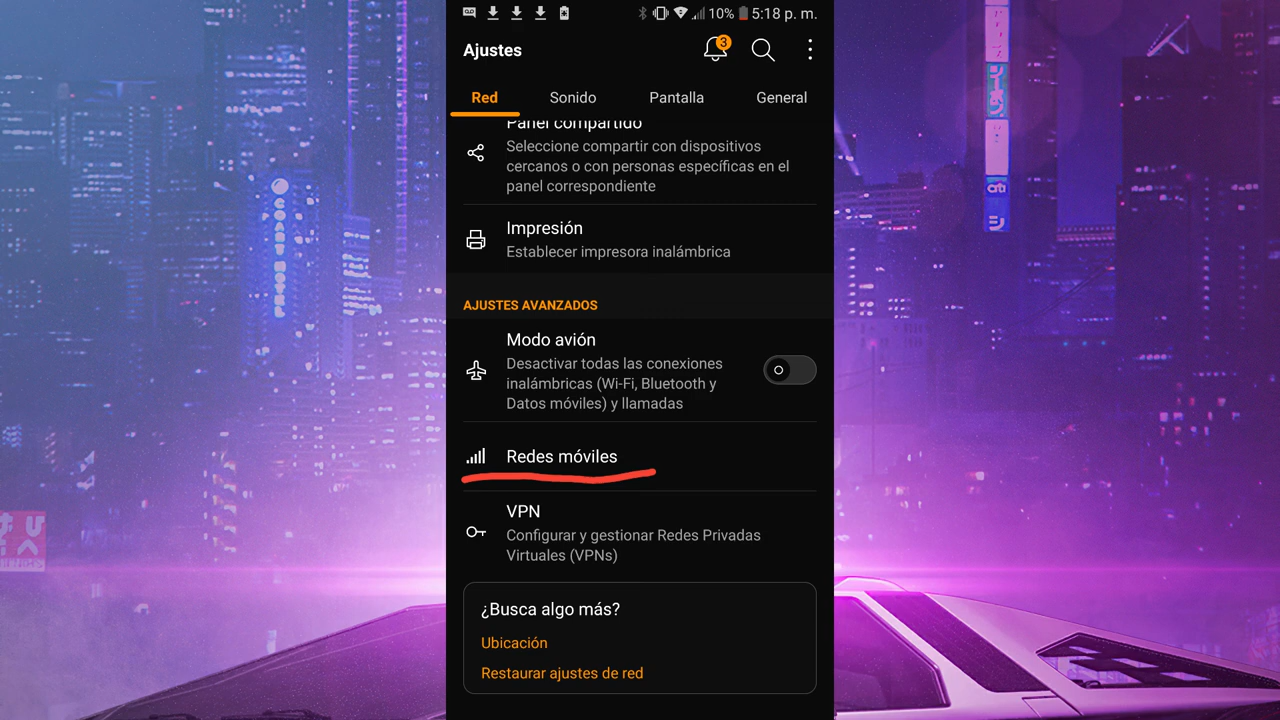 10% 5:18 p. m.
Ajustes
3
Red Sonido Pantalla General
Panel compartido
Seleccione compartir con dispositivos
cercanos o con personas específicas en el
panel correspondiente
Impresión
Establecer impresora inalámbrica
AJUSTES AVANZADOS
Modo avión
Desactivar todas las conexiones
inalámbricas (Wi-Fi, Bluetooth y
Datos móviles) y llamadas
Redes móviles
VPN
Configurar y gestionar Redes Privadas
Virtuales (VPNs)
¿Busca algo más?
Ubicación
Restaurar ajustes de red
citi